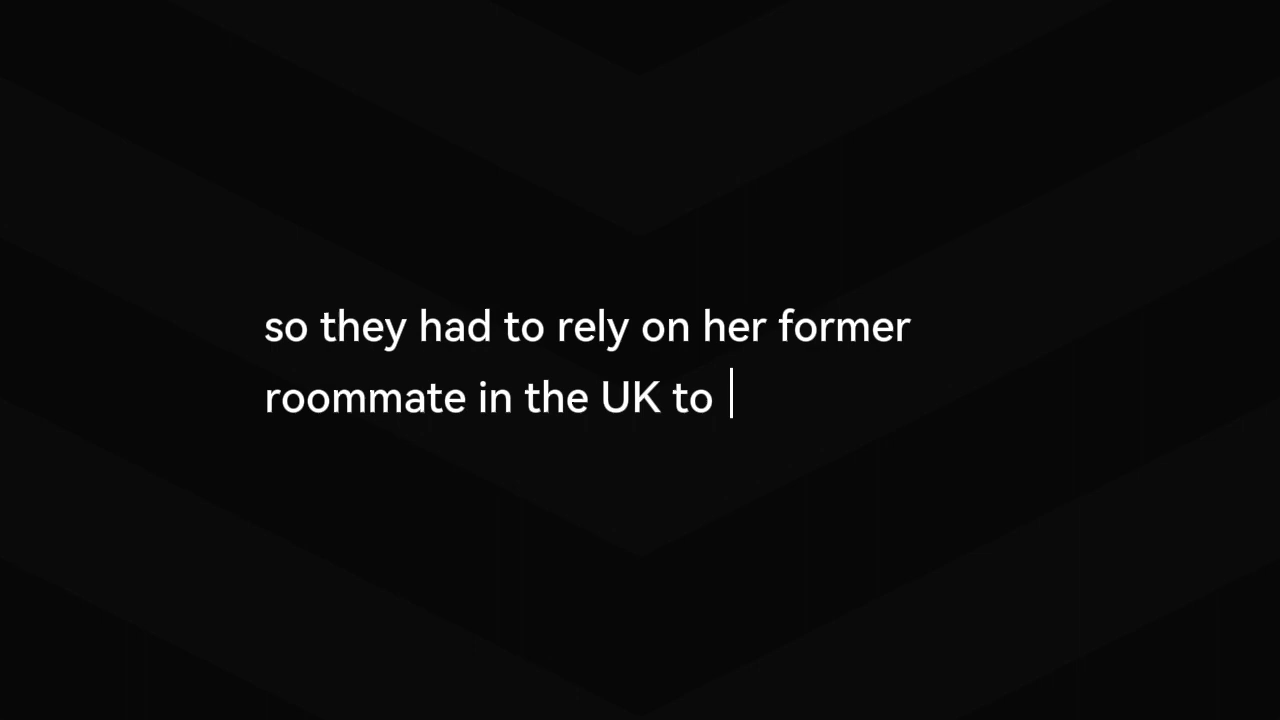 so they had to rely on her former
roommate in the UK to